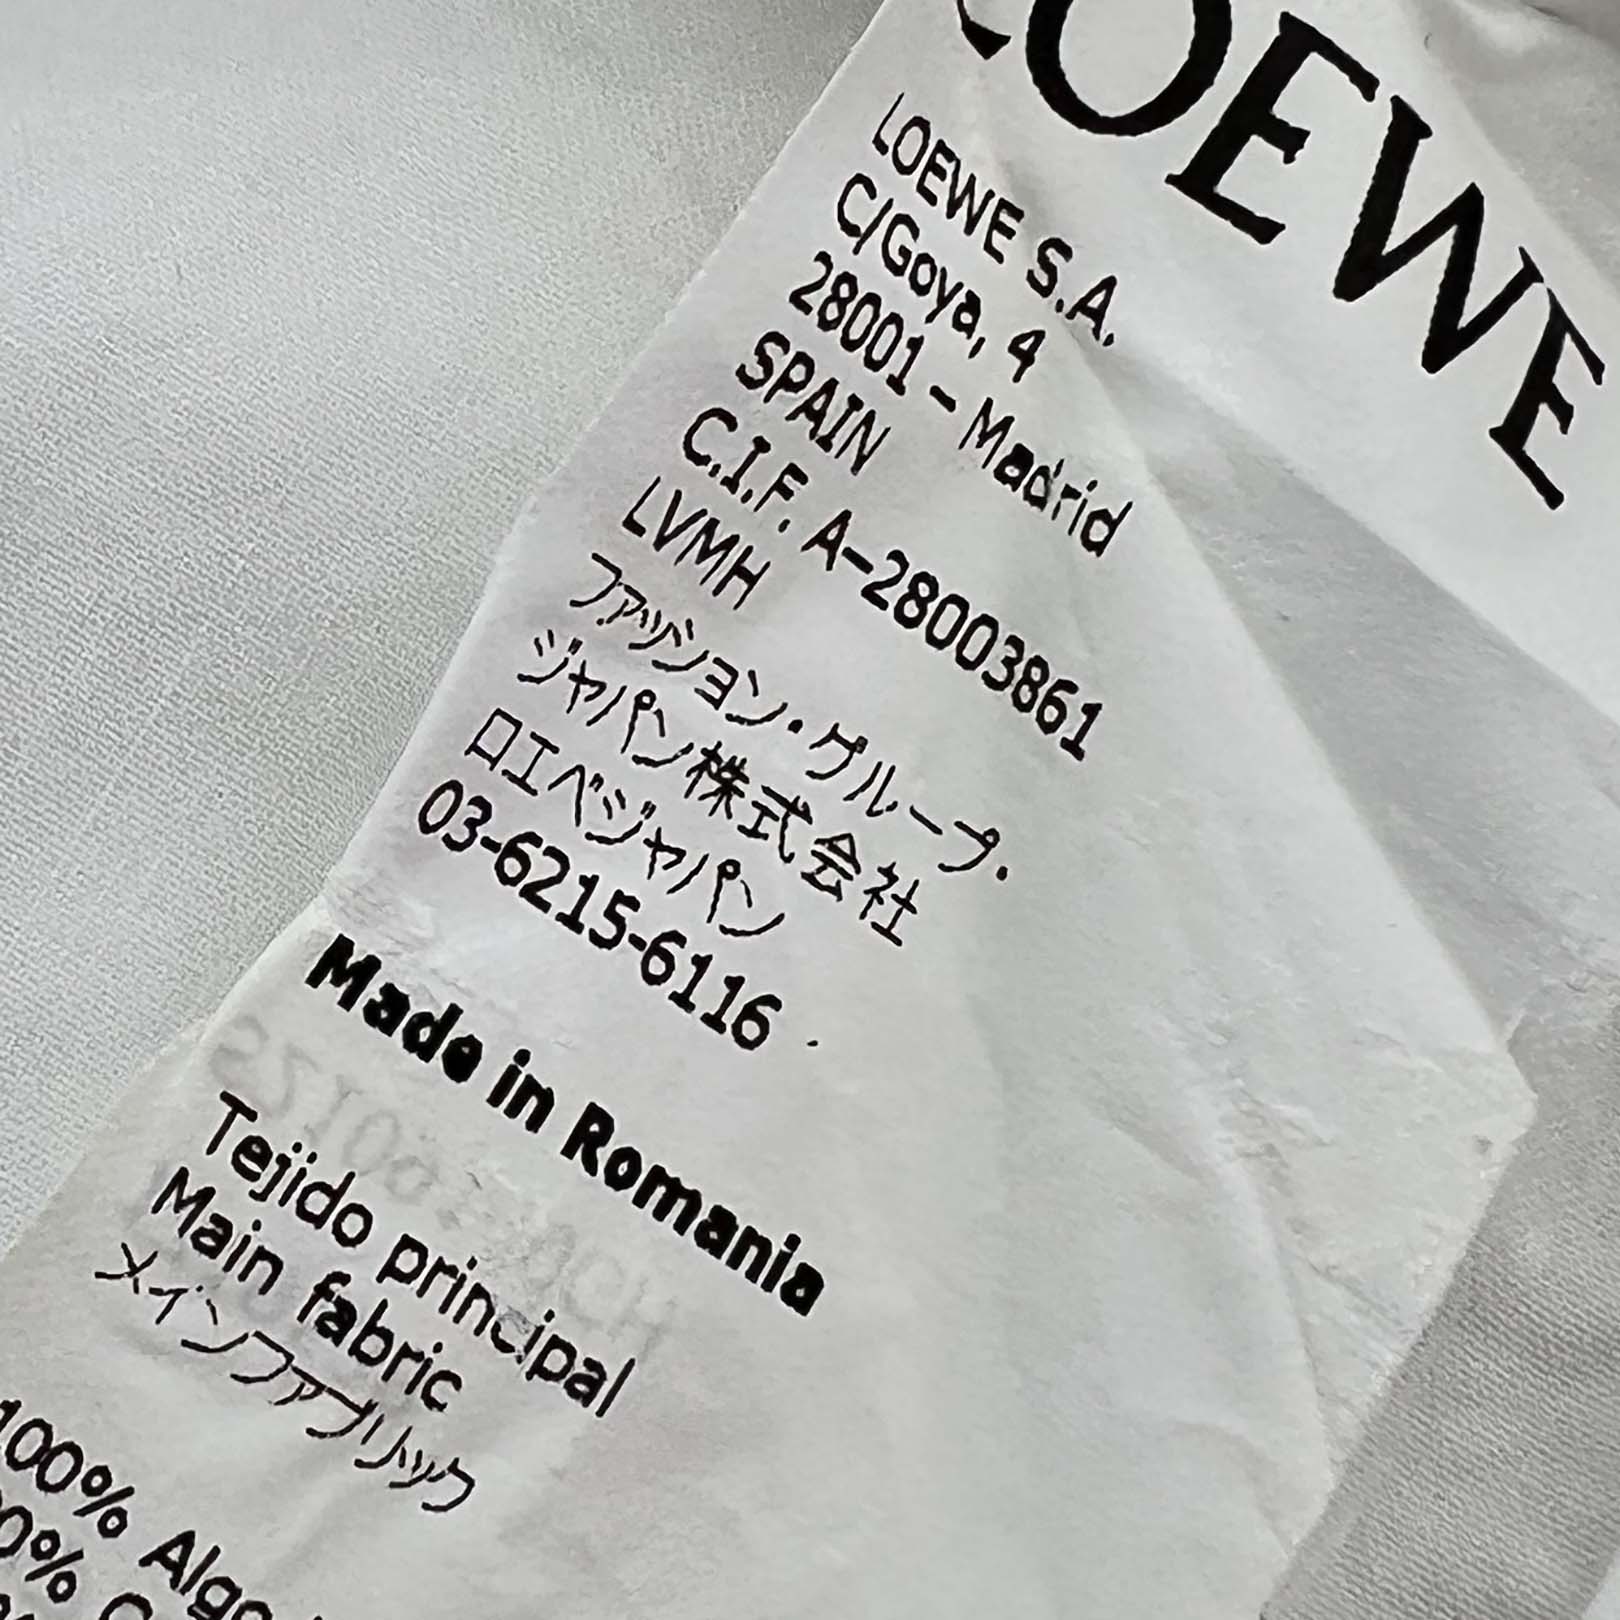 LOEWE
LOEWE S.A.
C/Goya, 4
28001 - Madrid
SPAIN
C.I.F. A-28003861
LVMH
ファッション・グループ・
ジャパン株式会社
ロエベジャパン
03-6215-6116
Made in Romania
Tejido principal
Main fabric
メインファブリック
100%